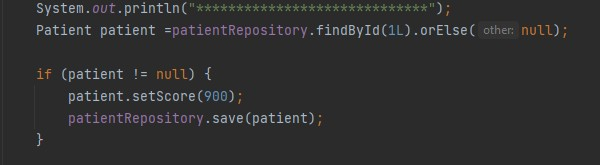 System.out.println("*****************************");
Patient patient =patientRepository.findById(1L).orElse( other: null);
if (patient != null) {
patient.setScore(900);
patientRepository.save(patient);
}